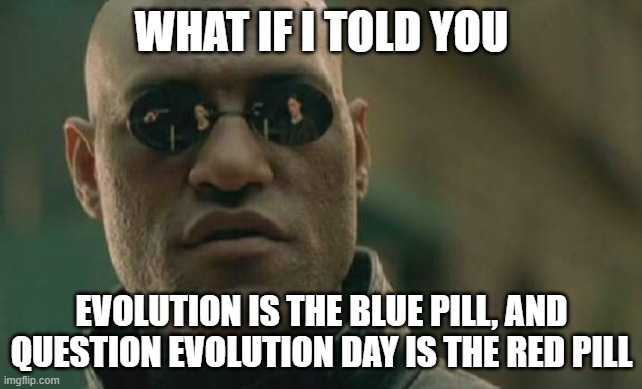 WHAT IF I TOLD YOU
EVOLUTION IS THE BLUE PILL, AND
QUESTION EVOLUTION DAY IS THE RED PILL
imgflip.com